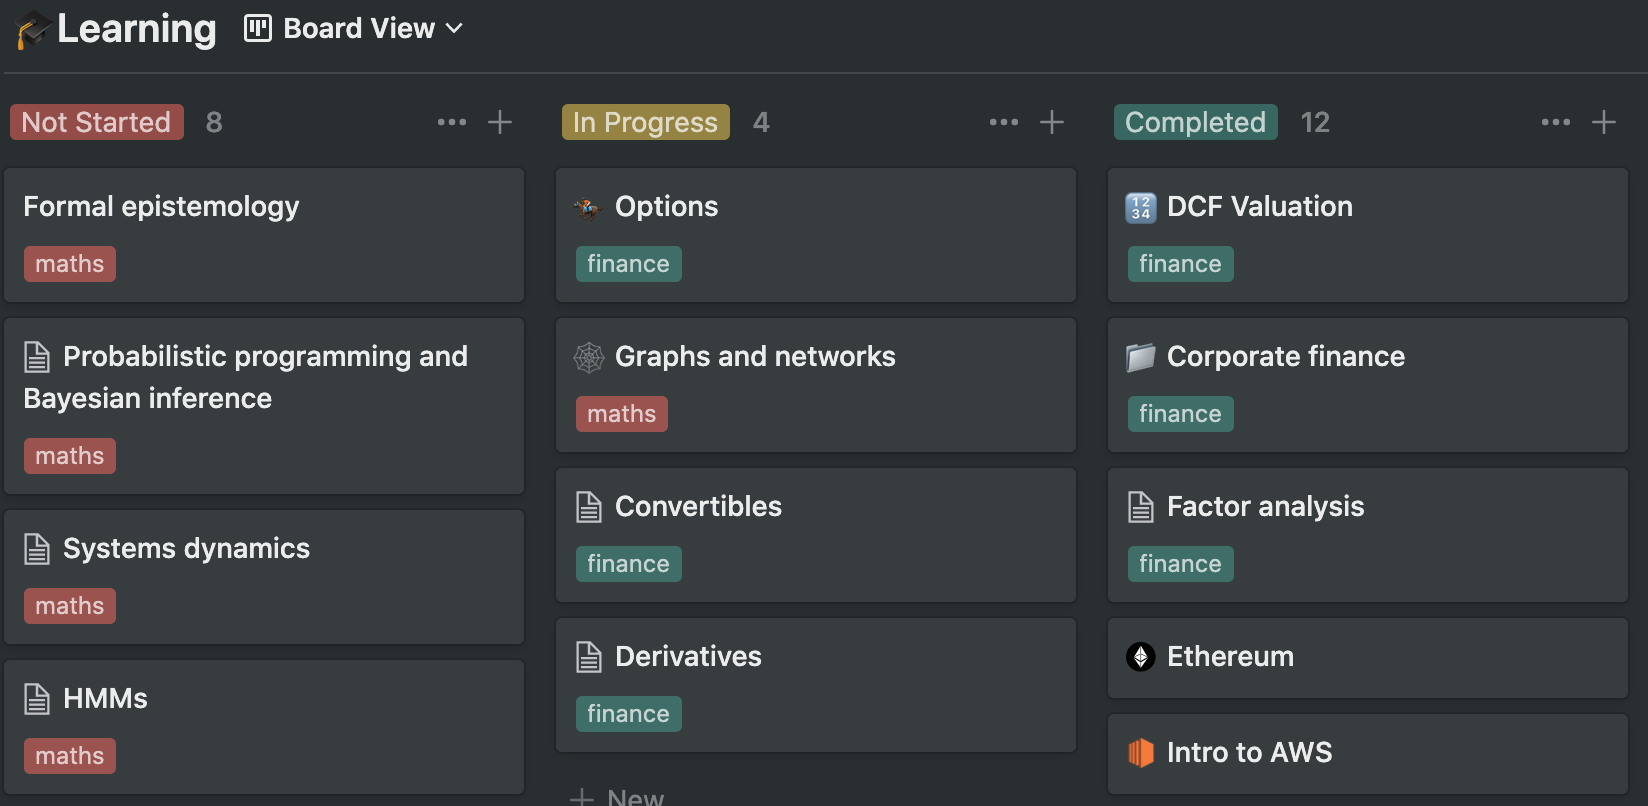 Learning Board View
Not Started 8
Formal epistemology
maths
Probabilistic programming and
Bayesian inference
maths
Systems dynamics
maths
HMMs
maths
In Progress 4
Options
finance
Graphs and networks
maths
Convertibles
finance
Derivatives
finance
New
Completed 12
1234 DCF Valuation
finance
Corporate finance
finance
Factor analysis
finance
Ethereum
Intro to AWS